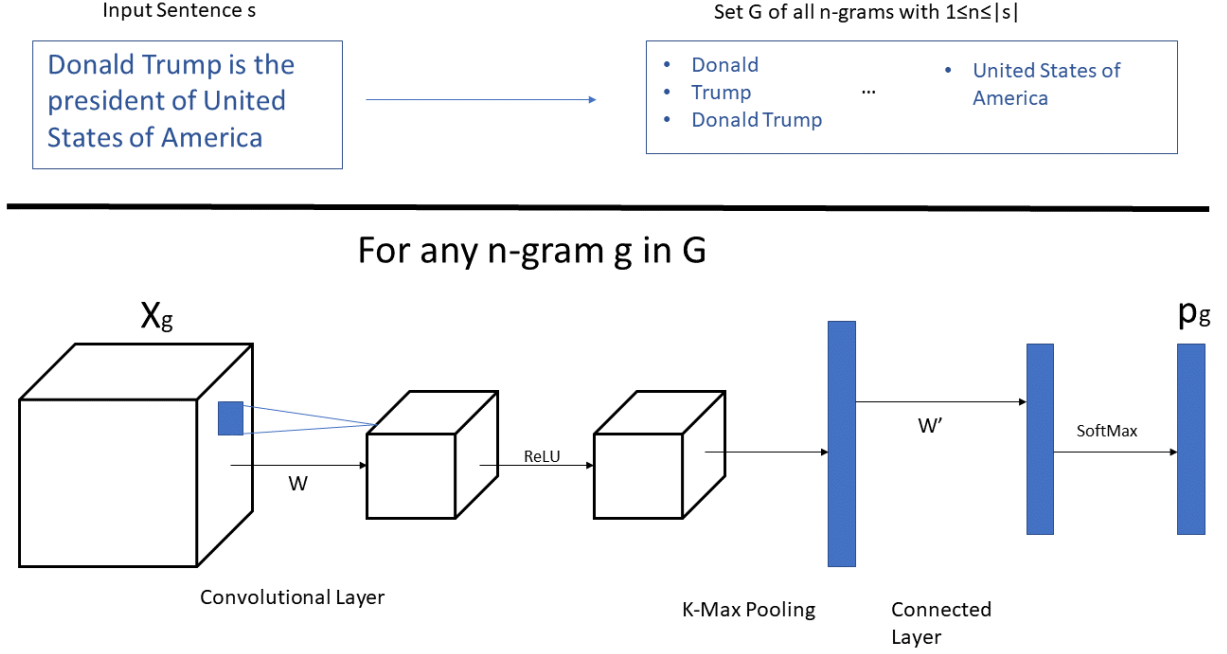 Input Sentence s
Set G of all n-grams with 1≤n≤|s|
Donald Trump is the
president of United
States of America
• Donald
• Trump
• Donald Trump
...
• United States of
America
For any n-gram g in G
Xg
pg
W
ReLU
W’
SoftMax
Convolutional Layer
K-Max Pooling
Connected
Layer